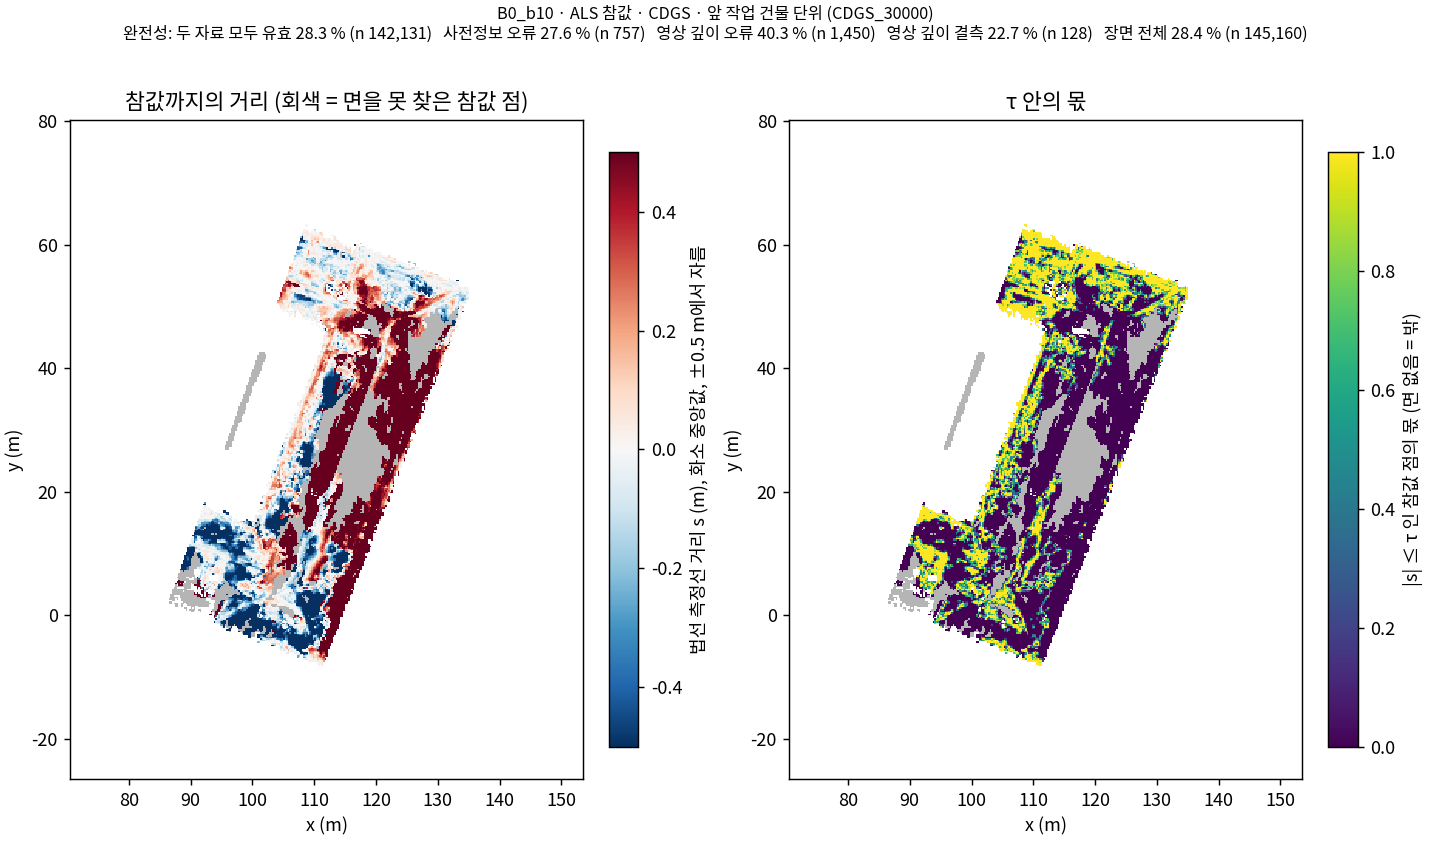 B0_b10 · ALS 참값 · CDGS · 앞 작업 건물 단위 (CDGS_30000)
완전성: 두 자료 모두 유효 28.3 % (n 142,131)   사전정보 오류 27.6 % (n 757)   영상 깊이 오류 40.3 % (n 1,450)   영상 깊이 결측 22.7 % (n 128)   장면 전체 28.4 % (n 145,160)
참값까지의 거리 (회색 = 면을 못 찾은 참값 점)
80
60
40
20
0
-20
y (m)
80 90 100 110 120 130 140 150
x (m)
0.4
0.2
0.0
-0.2
-0.4
법선 측정선 거리 s (m), 화소 중앙값, ±0.5 m에서 자름
τ 안의 몫
80
60
40
20
0
-20
y (m)
80 90 100 110 120 130 140 150
x (m)
1.0
0.8
0.6
0.4
0.2
0.0
|s| ≤ τ 인 참값 점의 몫 (면 없음 = 밖)